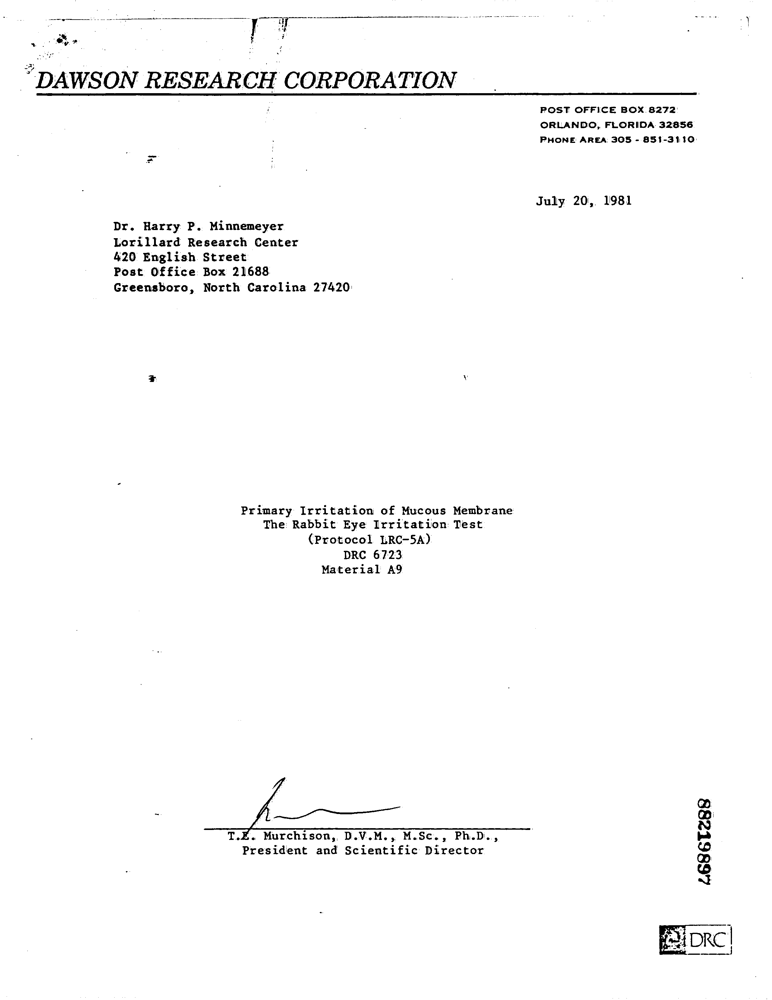 DAWSON RESEARCH CORPORATION
POST OFFICE BOX 8272
ORLANDO, FLORIDA 32856
PHONE AREA 305 - 851-3110
July 20, 1981
Dr. Harry P. Minnemeyer
Lorillard Research Center
420 English Street
Post Office Box 21688
Greensboro, North Carolina 27420
Primary Irritation of Mucous Membrane
The Rabbit Eye Irritation Test
(Protocol LRC-5A)
DRC 6723
Material A9
T.E. Murchison, D.V.M., M.Sc., Ph.D.,
President and Scientific Director
88219897
DRC